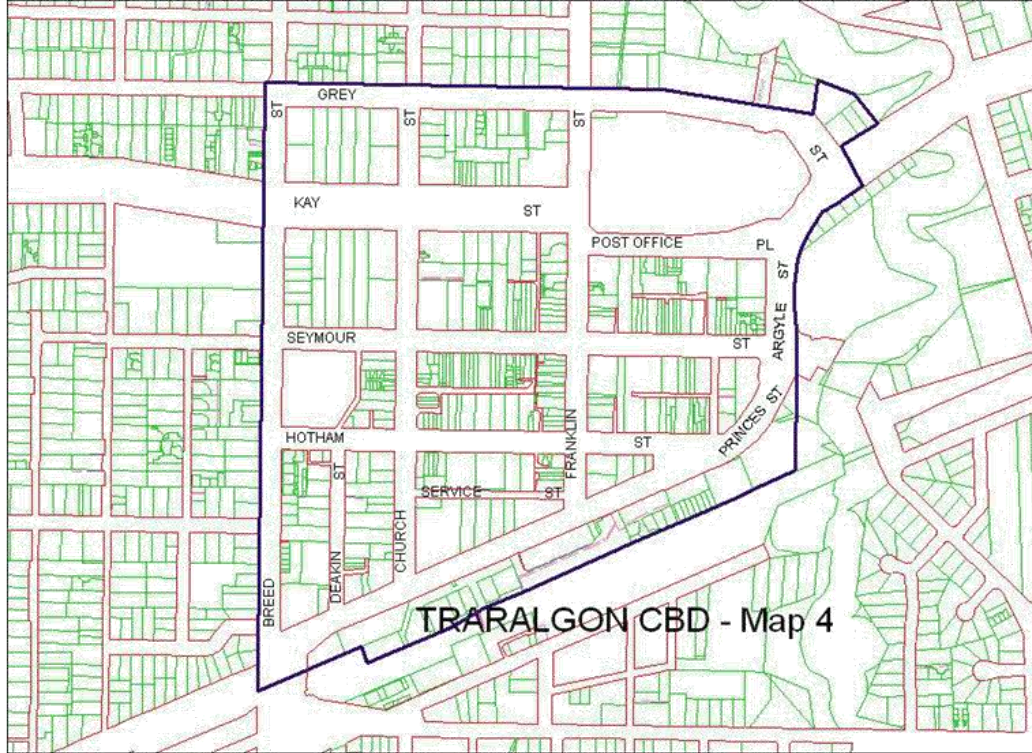 GREY
ST
ST
ST
ST
KAY
ST
POST OFFICE PL
ST
ARGYLE
SEYMOUR
ST
PRINCES ST
HOTHAM
ST
FRANKLIN
ST
SERVICE ST
CHURCH
DEAKIN
BREED
TRARALGON CBD - Map 4